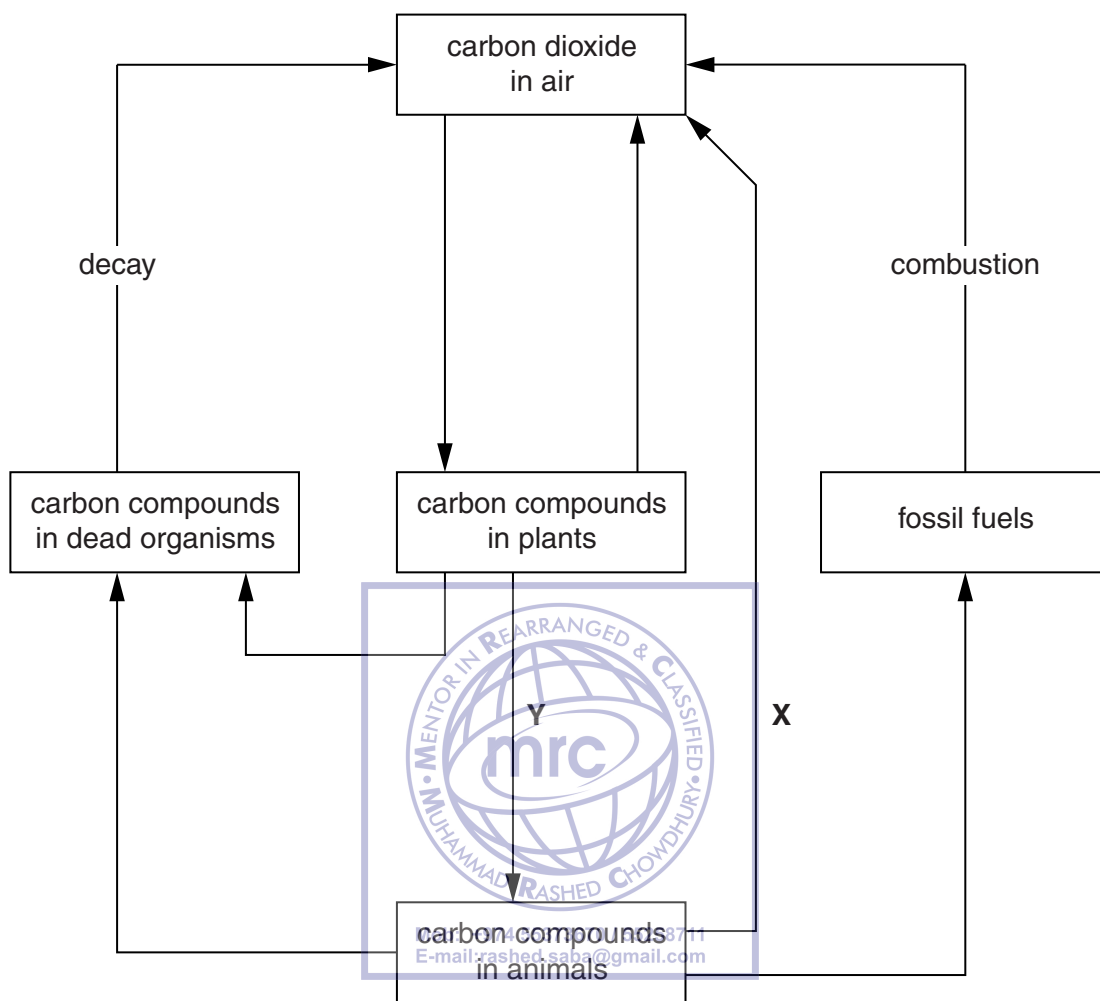 carbon dioxide
in air
decay
combustion
carbon compounds
in dead organisms
carbon compounds
in plants
fossil fuels
MENTOR IN REARRANGED & CLASSIFIED
Y
X
mrc
MUHAMMAD RASHED CHOWDHURY
carbon compounds
in animals
E-mail:rashed.saba@gmail.com